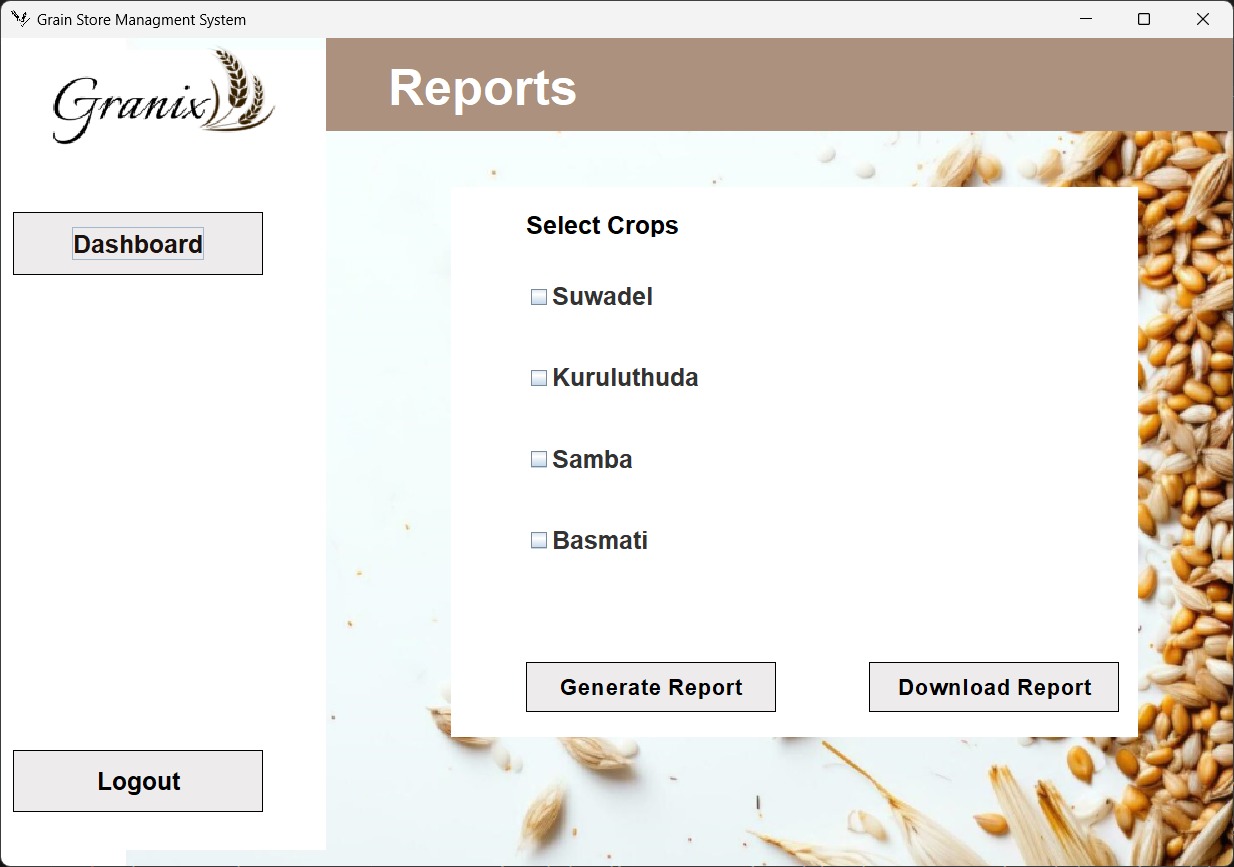 Grain Store Managment System
Granix
Reports
Dashboard
Select Crops
Suwadel
Kuruluthuda
Samba
Basmati
Generate Report
Download Report
Logout